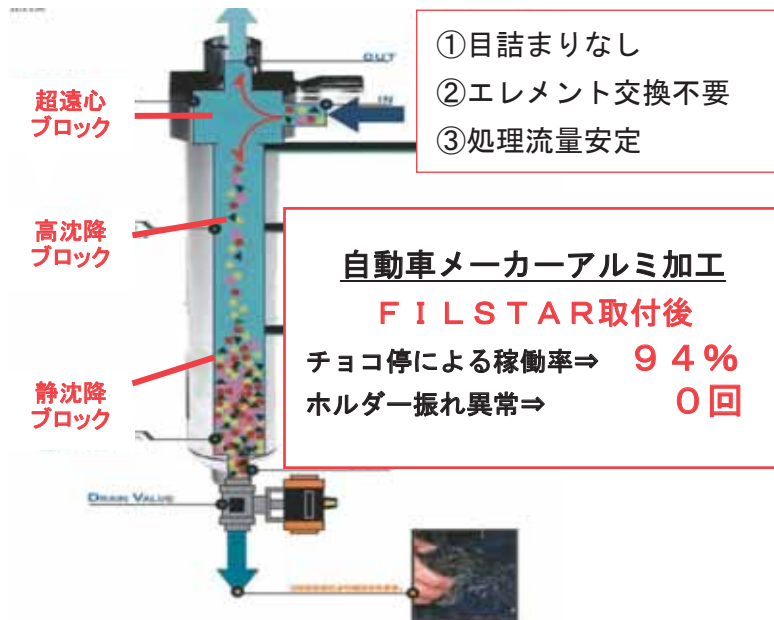 OUT
①目詰まりなし
②エレメント交換不要
③処理流量安定
IN
超遠心
ブロック
高沈降
ブロック
自動車メーカーアルミ加工
ＦＩＬＳＴＡＲ取付後
チョコ停による稼働率⇒ ９４%
ホルダー振れ異常⇒ ０回
静沈降
ブロック
DRAIN VALVE